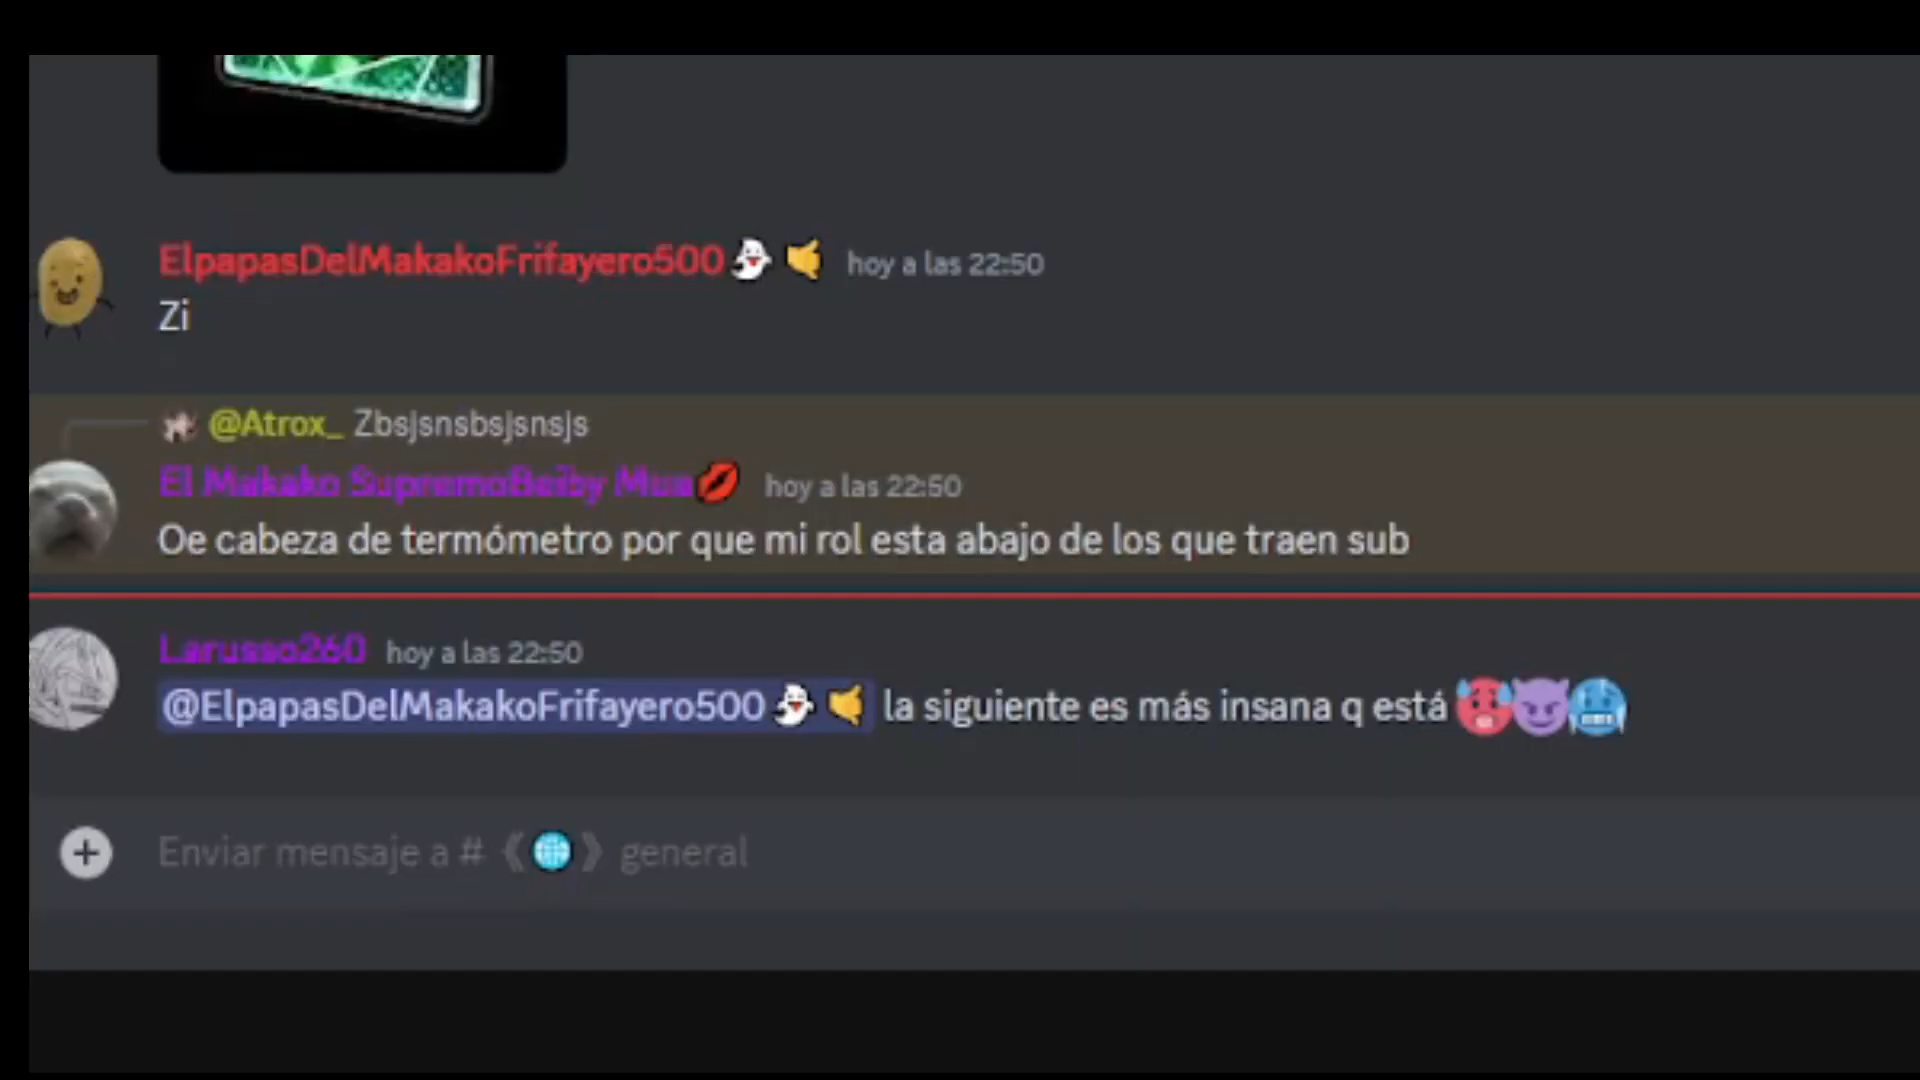 ElpapasDelMakakoFrifayero500👻🤙 hoy a las 22:50
Zi
@Atrox_ Zbsjsnsbsjsnsjs
El Makako SupremoBeiby Mua💋 hoy a las 22:50
Oe cabeza de termómetro por que mi rol esta abajo de los que traen sub
Larusso260 hoy a las 22:50
@ElpapasDelMakakoFrifayero500👻🤙 la siguiente es más insana q está🥵😈🥶
Enviar mensaje a # 《🌐》 general